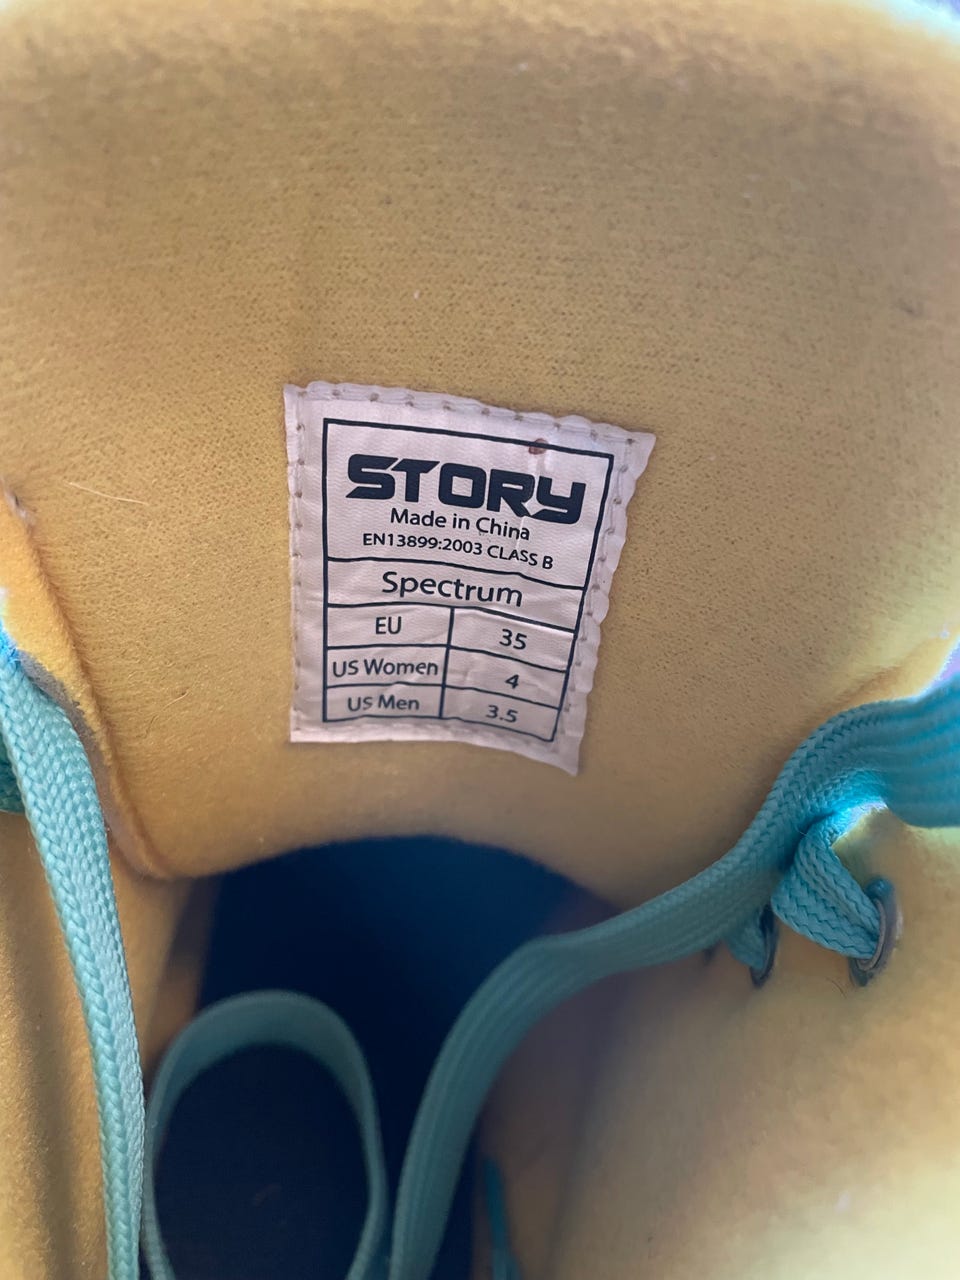 STORY
Made in China
EN13899:2003 CLASS B
Spectrum
EU 35
US Women 4
US Men 3.5